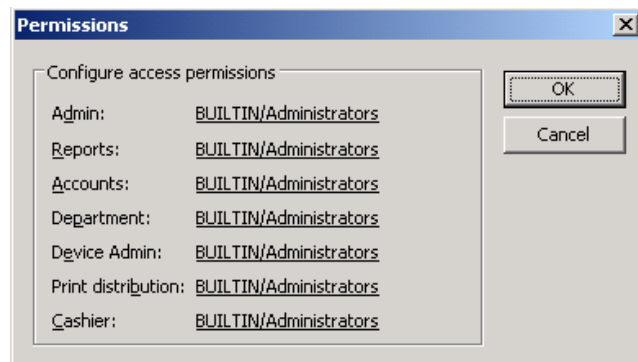 Permissions
Configure access permissions
Admin: BUILTIN/Administrators
Reports: BUILTIN/Administrators
Accounts: BUILTIN/Administrators
Department: BUILTIN/Administrators
Device Admin: BUILTIN/Administrators
Print distribution: BUILTIN/Administrators
Cashier: BUILTIN/Administrators
OK
Cancel